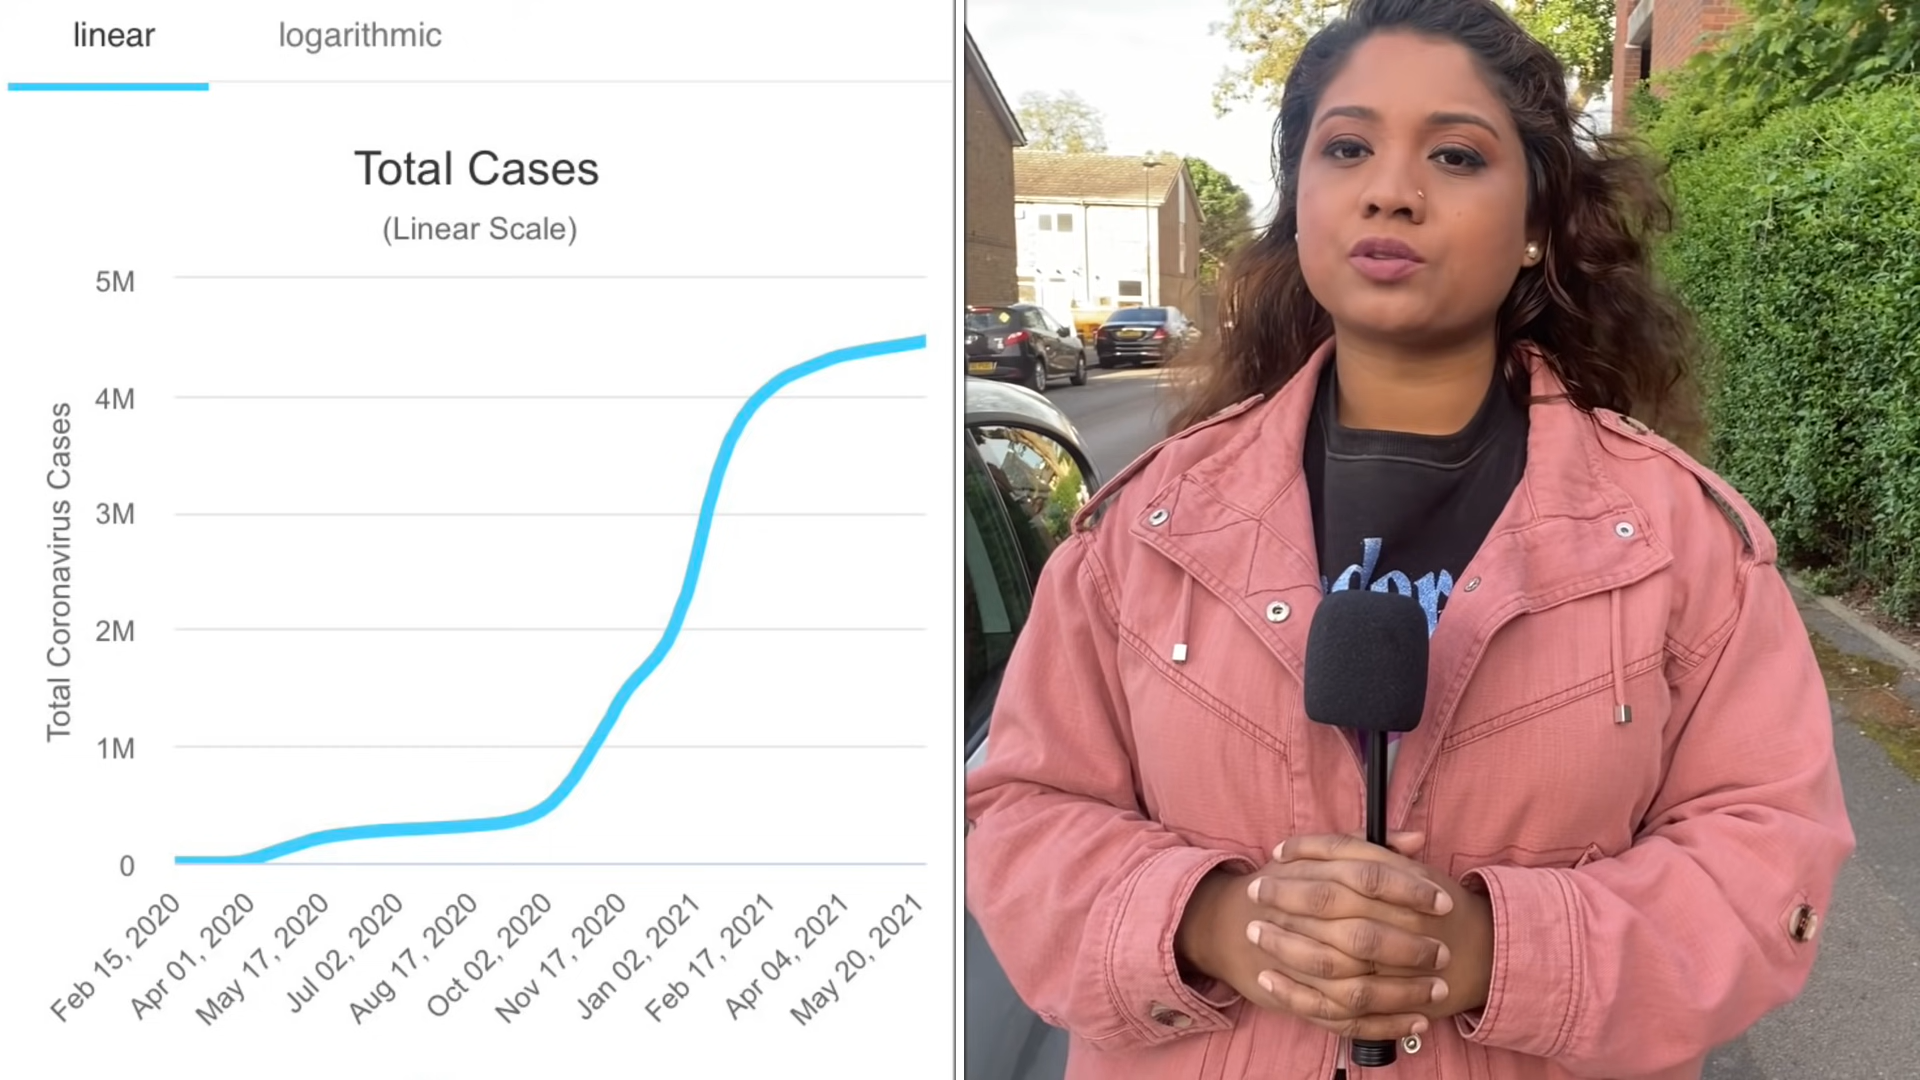 linear
logarithmic
Total Cases
(Linear Scale)
Total Coronavirus Cases
5M
4M
3M
2M
1M
0
Feb 15, 2020
Apr 01, 2020
May 17, 2020
Jul 02, 2020
Aug 17, 2020
Oct 02, 2020
Nov 17, 2020
Jan 02, 2021
Feb 17, 2021
Apr 04, 2021
May 20, 2021